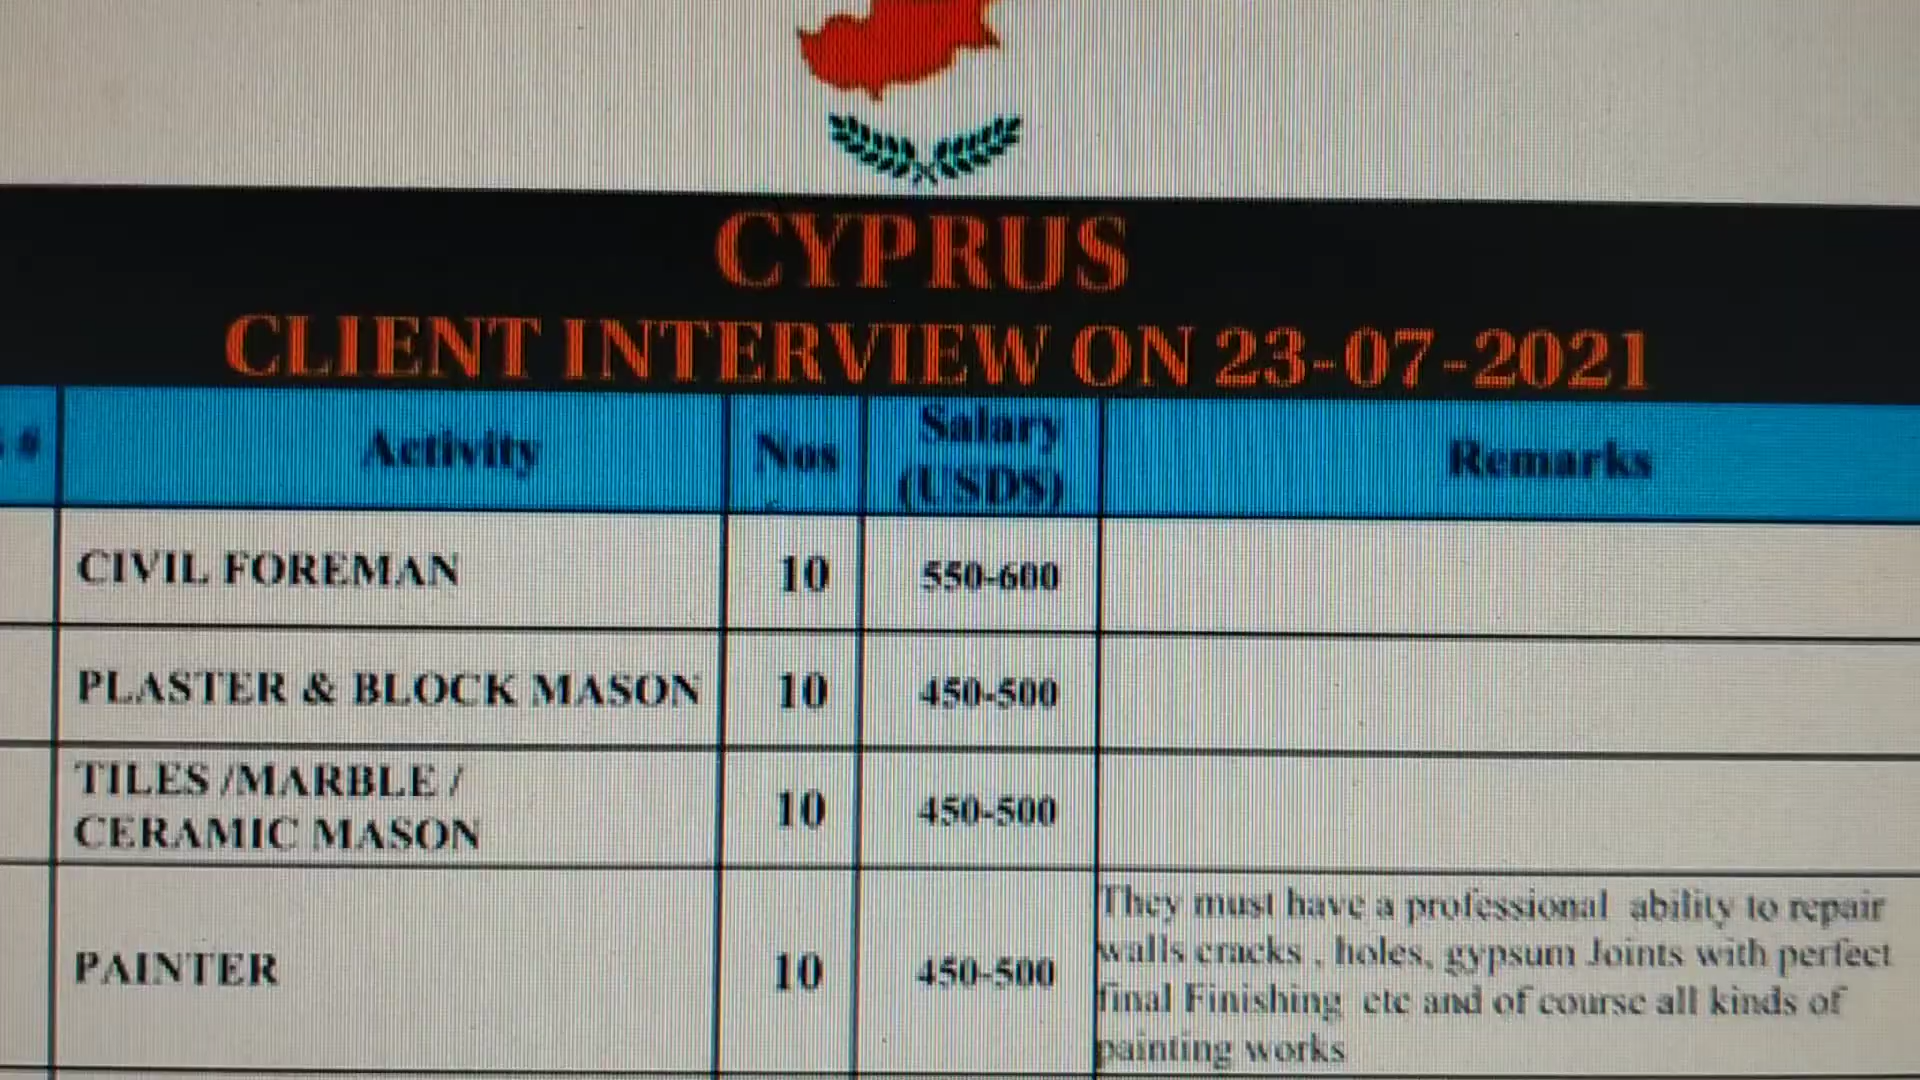 CYPRUS
CLIENT INTERVIEW ON 23-07-2021
#
Activity
Nos
Salary
(USDS)
Remarks
CIVIL FOREMAN
10
550-600
PLASTER & BLOCK MASON
10
450-500
TILES /MARBLE /
CERAMIC MASON
10
450-500
PAINTER
10
450-500
They must have a professional ability to repair
walls cracks , holes, gypsum Joints with perfect
final Finishing etc and of course all kinds of
painting works